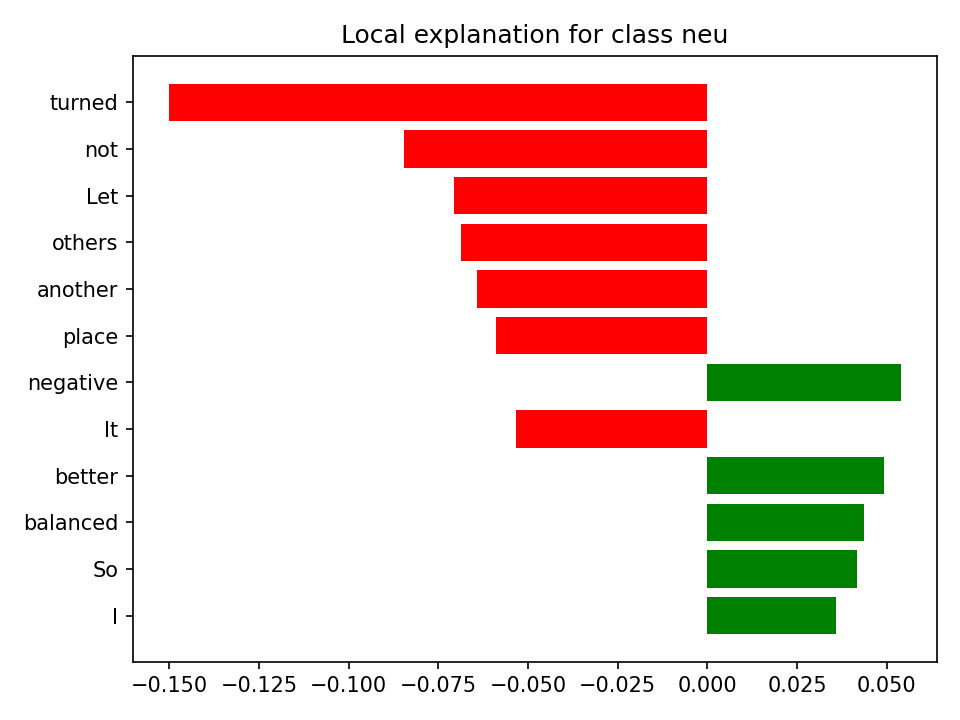 Local explanation for class neu
turned
not
Let
others
another
place
negative
It
better
balanced
So
I
−0.150 −0.125 −0.100 −0.075 −0.050 −0.025 0.000 0.025 0.050